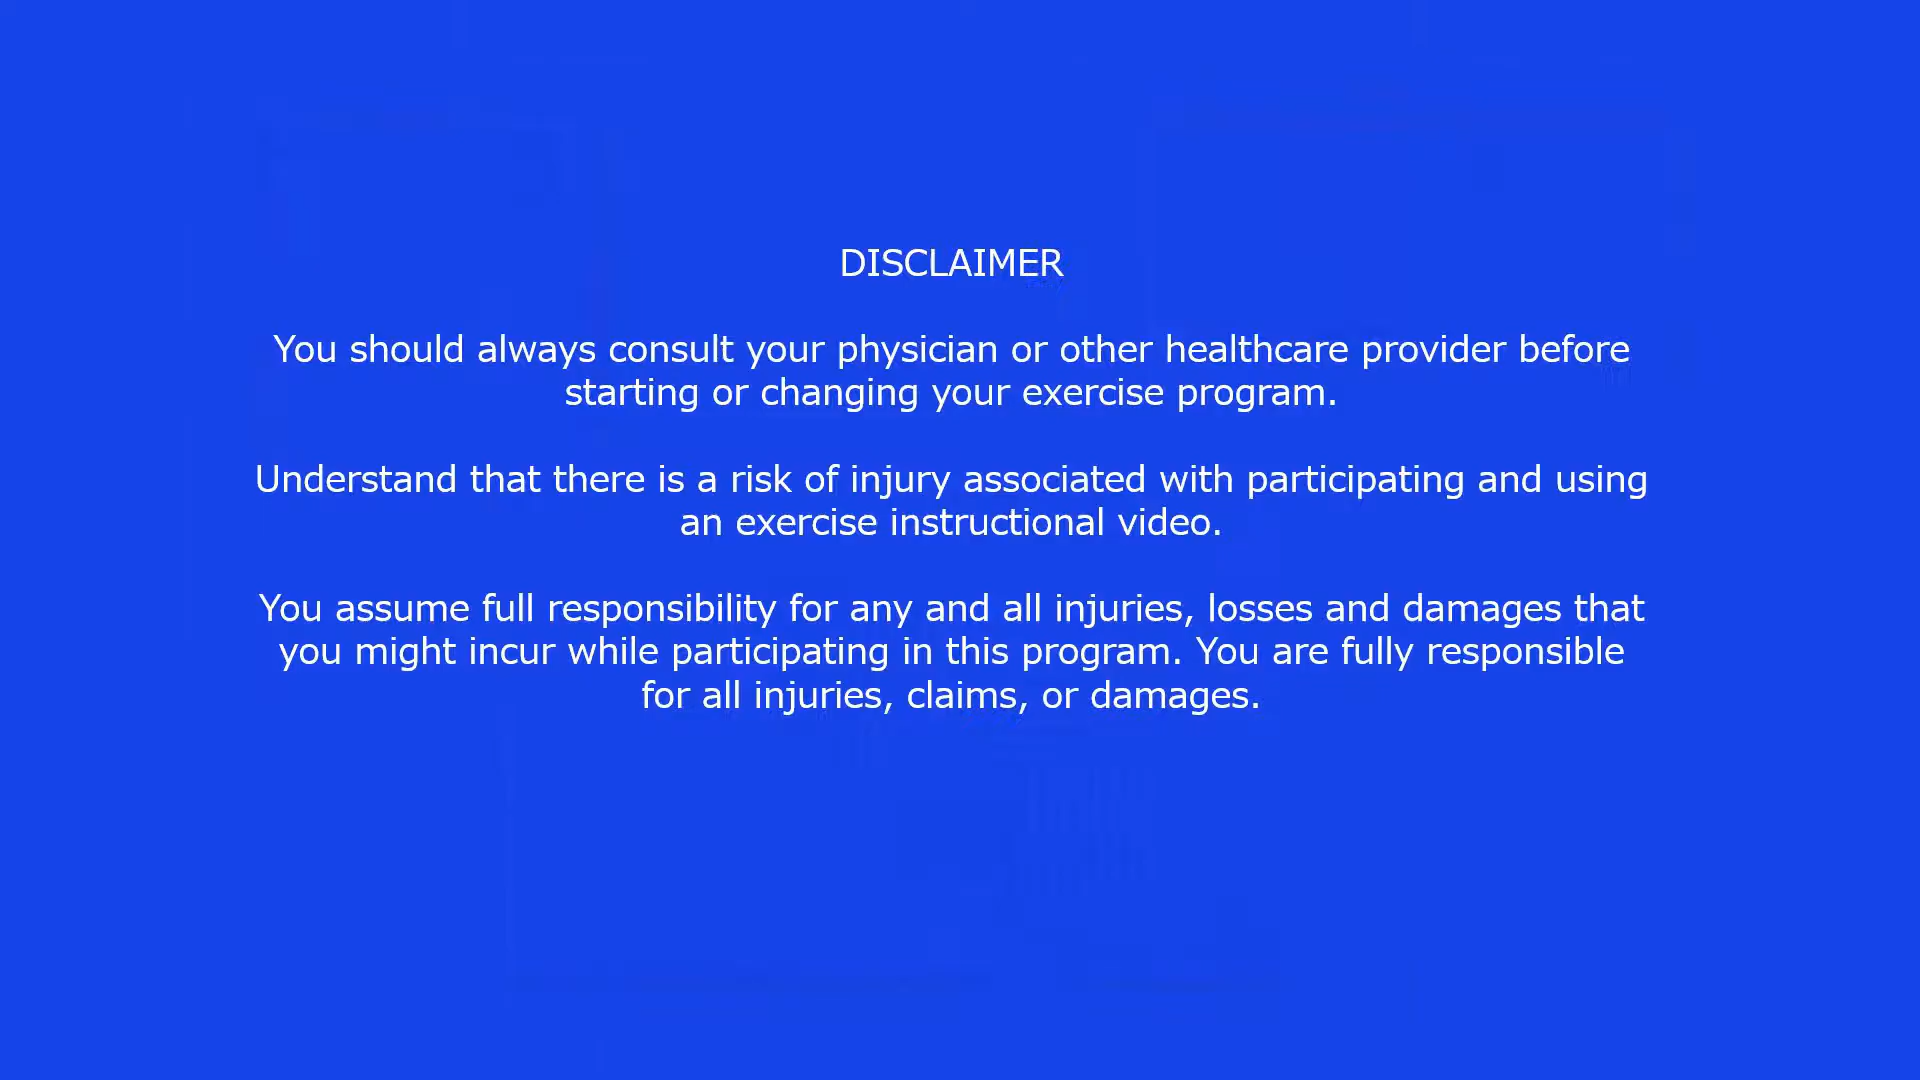 DISCLAIMER
You should always consult your physician or other healthcare provider before
starting or changing your exercise program.
Understand that there is a risk of injury associated with participating and using
an exercise instructional video.
You assume full responsibility for any and all injuries, losses and damages that
you might incur while participating in this program. You are fully responsible
for all injuries, claims, or damages.